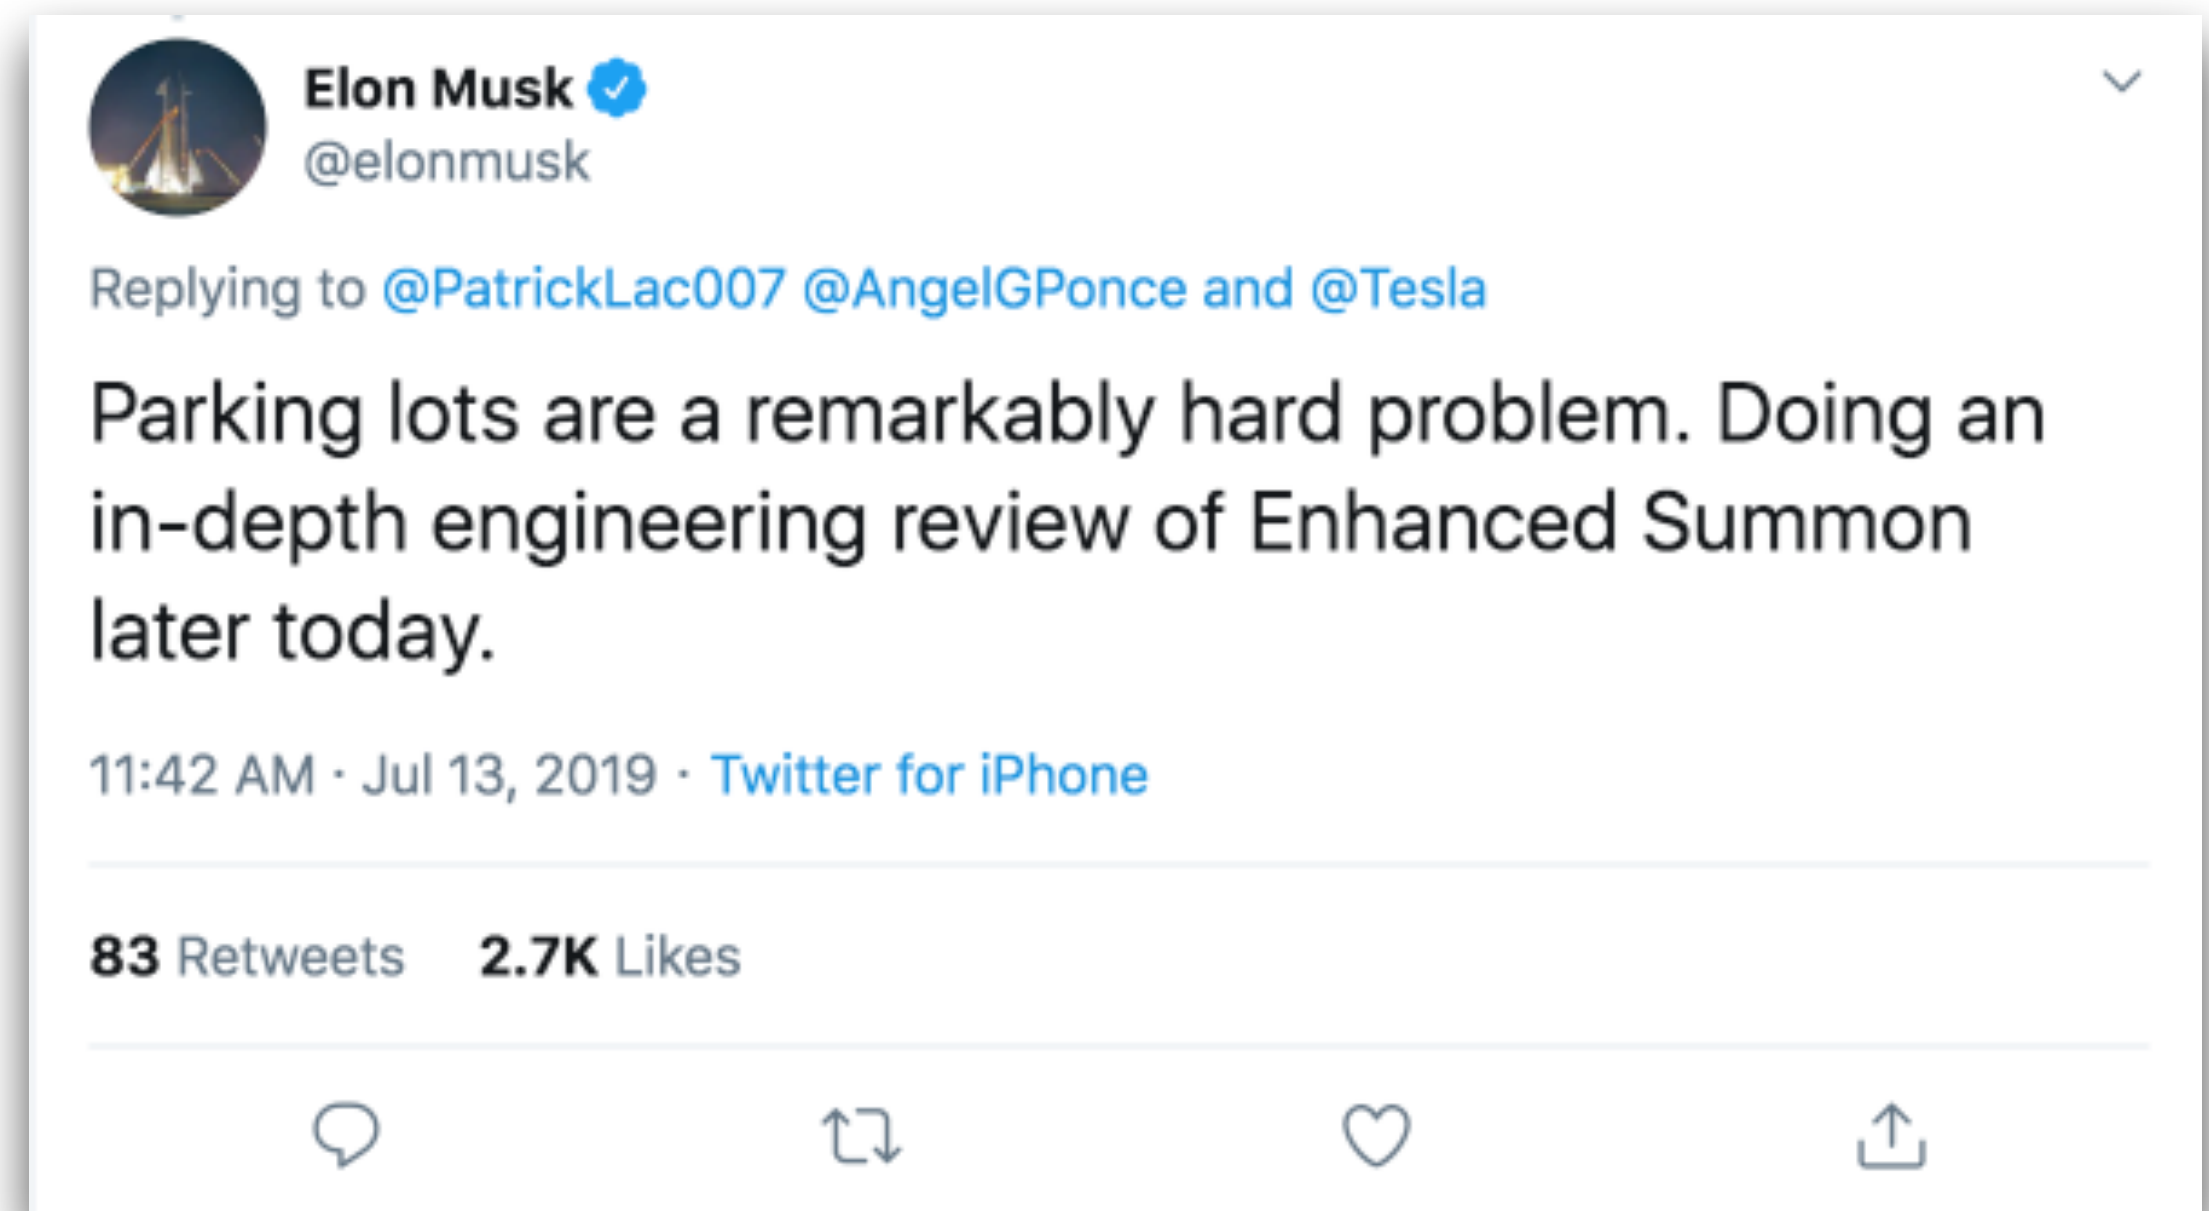 Elon Musk
@elonmusk
Replying to @PatrickLac007 @AngelGPonce and @Tesla
Parking lots are a remarkably hard problem. Doing an
in-depth engineering review of Enhanced Summon
later today.
11:42 AM · Jul 13, 2019 · Twitter for iPhone
83 Retweets 2.7K Likes